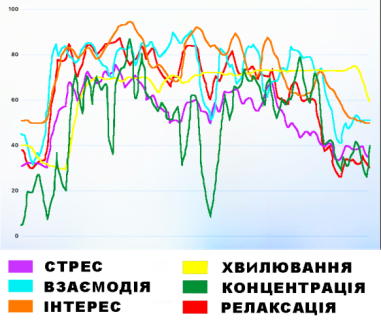 100
80
60
40
20
0
СТРЕС
ХВИЛЮВАННЯ
ВЗАЄМОДІЯ
КОНЦЕНТРАЦІЯ
ІНТЕРЕС
РЕЛАКСАЦІЯ